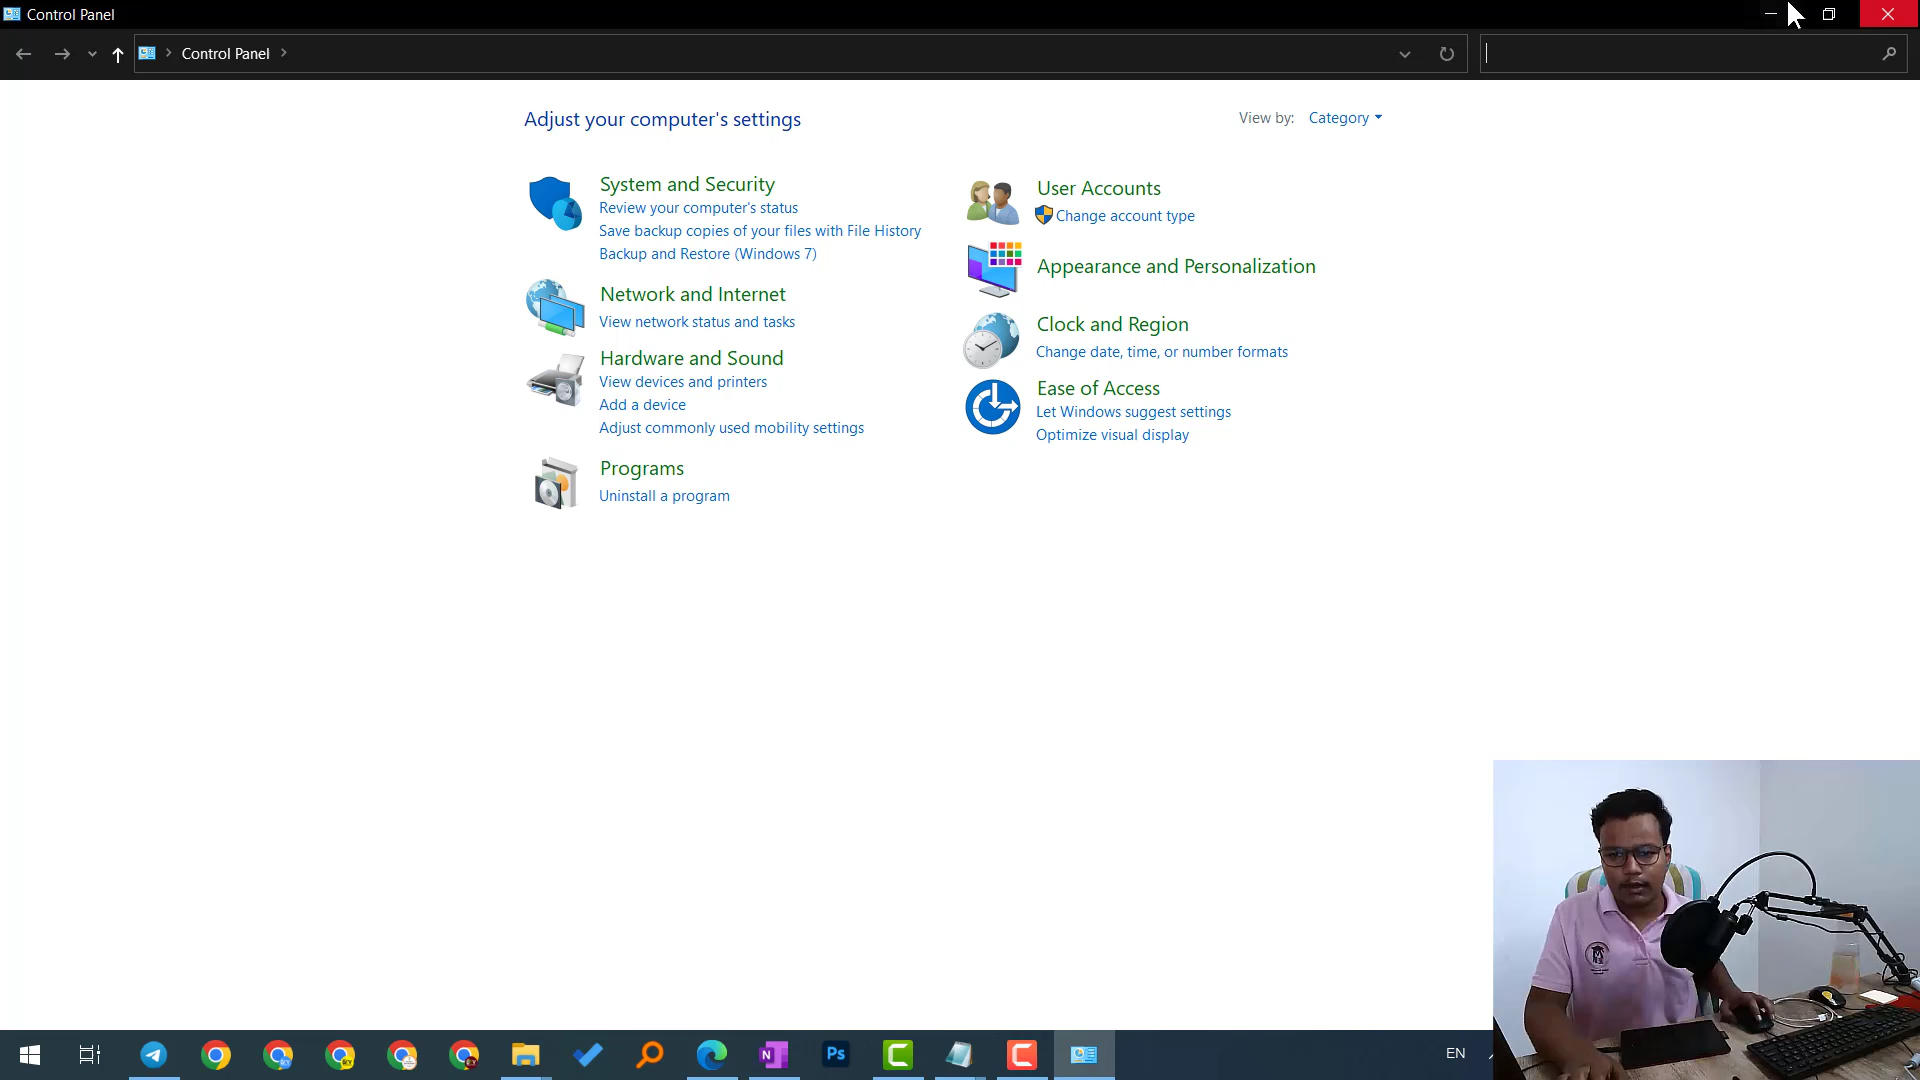 Control Panel
Control Panel
Adjust your computer's settings
View by: Category
System and Security
Review your computer's status
Save backup copies of your files with File History
Backup and Restore (Windows 7)
Network and Internet
View network status and tasks
Hardware and Sound
View devices and printers
Add a device
Adjust commonly used mobility settings
Programs
Uninstall a program
User Accounts
Change account type
Appearance and Personalization
Clock and Region
Change date, time, or number formats
Ease of Access
Let Windows suggest settings
Optimize visual display
N
Ps
EN